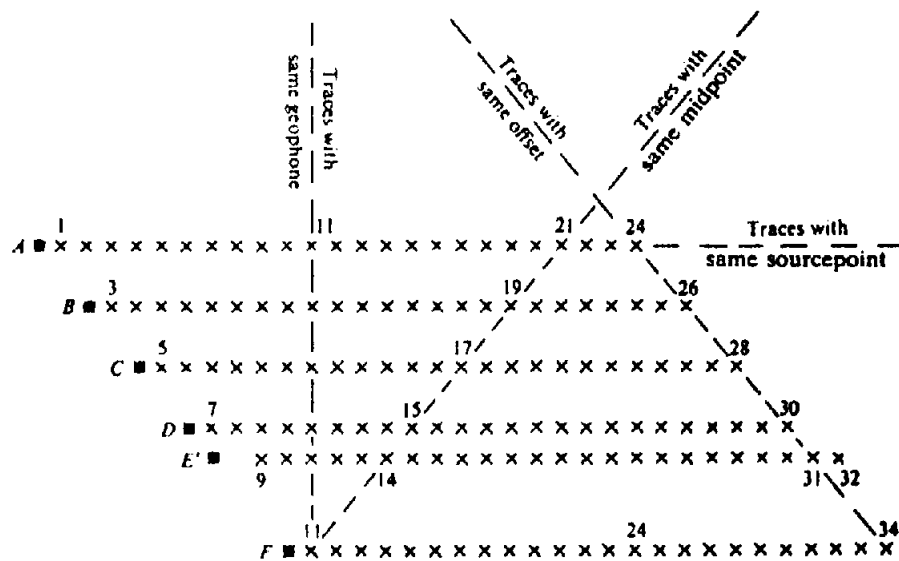 Traces with
same geophone
Traces with
same offset
Traces with
same midpoint
1 11 21 24
A Traces with
same sourcepoint
3 19 26
B
5 17 28
C
7 15 30
D
E'
9 14 31 32
11 24 34
F